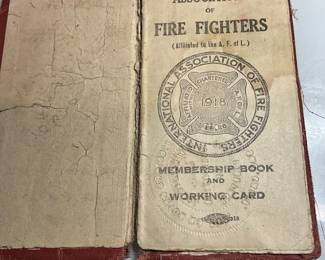 ASSOCIATION
OF
FIRE FIGHTERS
(Affiliated to the A. F. of L.)
INTERNATIONAL ASSOCIATION OF FIRE FIGHTERS
CHARTERED
1918
MEMBERSHIP BOOK
AND
WORKING CARD